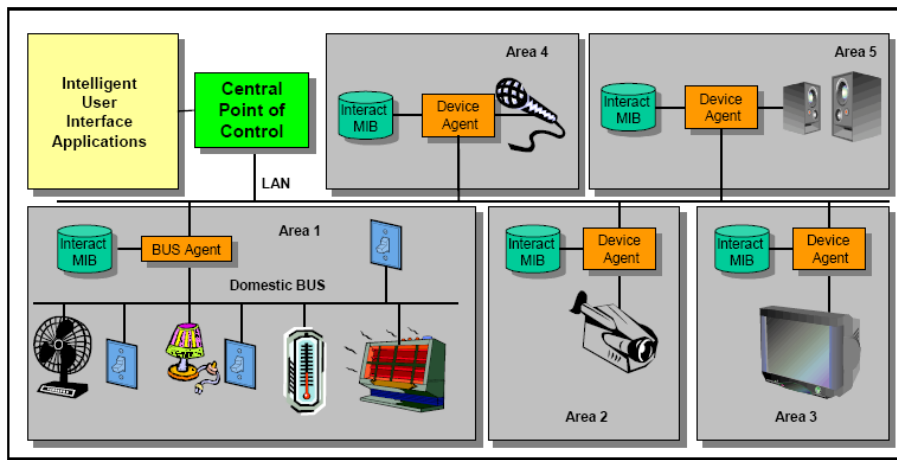 Intelligent
User
Interface
Applications
Central
Point of
Control
LAN
Area 4
Interact
MIB
Device
Agent
Area 5
Interact
MIB
Device
Agent
Area 1
Interact
MIB
BUS Agent
Domestic BUS
Interact
MIB
Device
Agent
Area 2
Interact
MIB
Device
Agent
Area 3